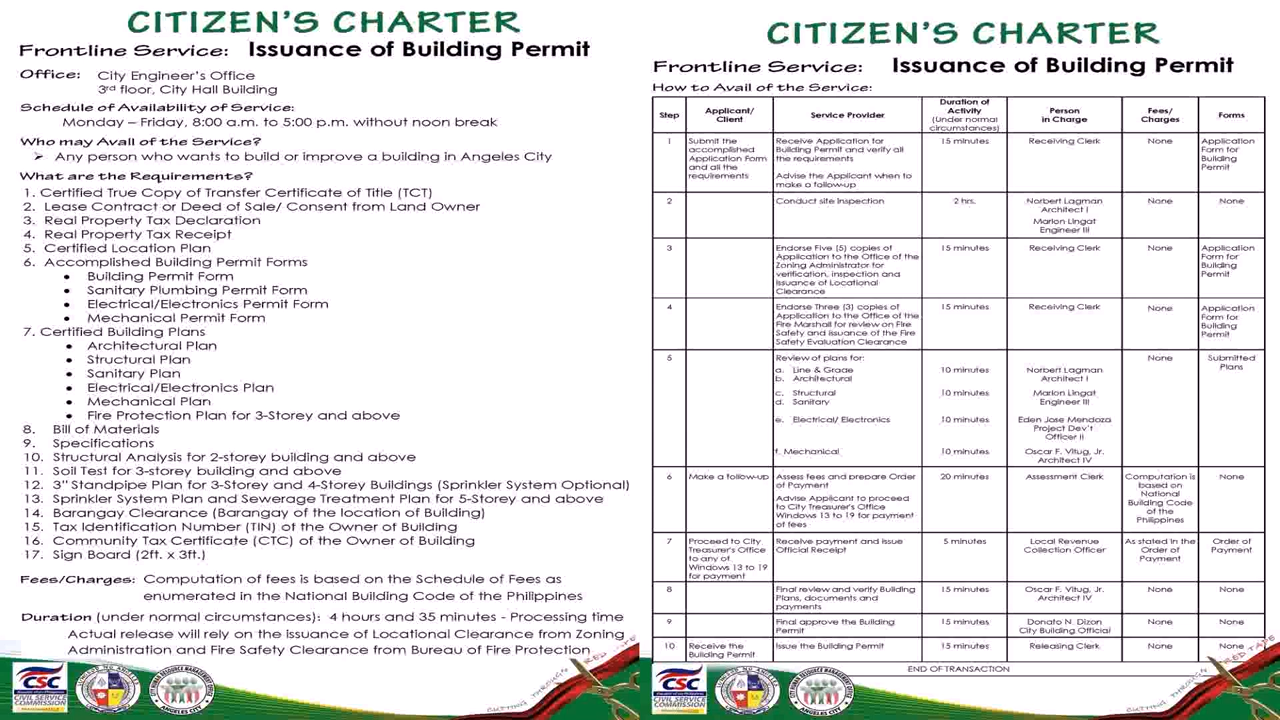 CITIZEN'S CHARTER
Frontline Service: Issuance of Building Permit
Office: City Engineer's Office
3rd floor, City Hall Building
Schedule of Availability of Service:
Monday – Friday, 8:00 a.m. to 5:00 p.m. without noon break
Who may Avail of the Service?
➢ Any person who wants to build or improve a building in Angeles City
What are the Requirements?
1. Certified True Copy of Transfer Certificate of Title (TCT)
2. Lease Contract or Deed of Sale/ Consent from Land Owner
3. Real Property Tax Declaration
4. Real Property Tax Receipt
5. Certified Location Plan
6. Accomplished Building Permit Forms
• Building Permit Form
• Sanitary Plumbing Permit Form
• Electrical/Electronics Permit Form
• Mechanical Permit Form
7. Certified Building Plans
• Architectural Plan
• Structural Plan
• Sanitary Plan
• Electrical/Electronics Plan
• Mechanical Plan
• Fire Protection Plan for 3-Storey and above
8. Bill of Materials
9. Specifications
10. Structural Analysis for 2-storey building and above
11. Soil Test for 3-storey building and above
12. 3" Standpipe Plan for 3-Storey and 4-Storey Buildings (Sprinkler System Optional)
13. Sprinkler System Plan and Sewerage Treatment Plan for 5-Storey and above
14. Barangay Clearance (Barangay of the location of Building)
15. Tax Identification Number (TIN) of the Owner of Building
16. Community Tax Certificate (CTC) of the Owner of Building
17. Sign Board (2ft. x 3ft.)
Fees/Charges: Computation of fees is based on the Schedule of Fees as
enumerated in the National Building Code of the Philippines
Duration (under normal circumstances): 4 hours and 35 minutes - Processing time
Actual release will rely on the issuance of Locational Clearance from Zoning
Administration and Fire Safety Clearance from Bureau of Fire Protection
CSC
CIVIL SERVICE
COMMISSION
ANGELES CITY
CUTTING THROUGH RED TAPE
CITIZEN'S CHARTER
Frontline Service: Issuance of Building Permit
How to Avail of the Service:
Step
Applicant/
Client
Service Provider
Duration of
Activity
(Under normal
circumstances)
Person
in Charge
Fees/
Charges
Forms
1
Submit the
accomplished
Application Form
and all the
requirements
Receive Application for
Building Permit and verify all
the requirements
Advise the Applicant when to
make a follow-up
15 minutes
Receiving Clerk
None
Application
Form for
Building
Permit
2
Conduct site inspection
2 hrs.
Norbert Lagman
Architect I
Marlon Lingat
Engineer III
None
None
3
Endorse Five (5) copies of
Application to the Office of the
Zoning Administrator for
verification, inspection and
issuance of Locational
Clearance
15 minutes
Receiving Clerk
None
Application
Form for
Building
Permit
4
Endorse Three (3) copies of
Application to the Office of the
Fire Marshall for review on Fire
Safety and issuance of the Fire
Safety Evaluation Clearance
15 minutes
Receiving Clerk
None
Application
Form for
Building
Permit
5
Review of plans for:
None
Submitted
Plans
a. Line & Grade
b. Architectural
10 minutes
Norbert Lagman
Architect I
c. Structural
d. Sanitary
10 minutes
Marlon Lingat
Engineer III
e. Electrical/ Electronics
10 minutes
Eden Jose Mendoza
Project Dev't
Officer II
f. Mechanical
10 minutes
Oscar F. Vitug, Jr.
Architect IV
6
Make a follow-up
Assess fees and prepare Order
of Payment
Advise Applicant to proceed
to City Treasurer's Office
Windows 13 to 19 for payment
of fees
20 minutes
Assessment Clerk
Computation is
based on
National
Building Code
of the
Philippines
None
7
Proceed to City
Treasurer's Office
to any of
Windows 13 to 19
for payment
Receive payment and issue
Official Receipt
5 minutes
Local Revenue
Collection Officer
As stated in the
Order of
Payment
Order of
Payment
8
Final review and verify Building
Plans, documents and
payments
15 minutes
Oscar F. Vitug, Jr.
Architect IV
None
None
9
Final approve the Building
Permit
15 minutes
Donato N. Dizon
City Building Official
None
None
10
Receive the
Building Permit
Issue the Building Permit
15 minutes
Releasing Clerk
None
None
END OF TRANSACTION
CSC
CIVIL SERVICE
COMMISSION
ANGELES CITY
CUTTING THROUGH RED TAPE